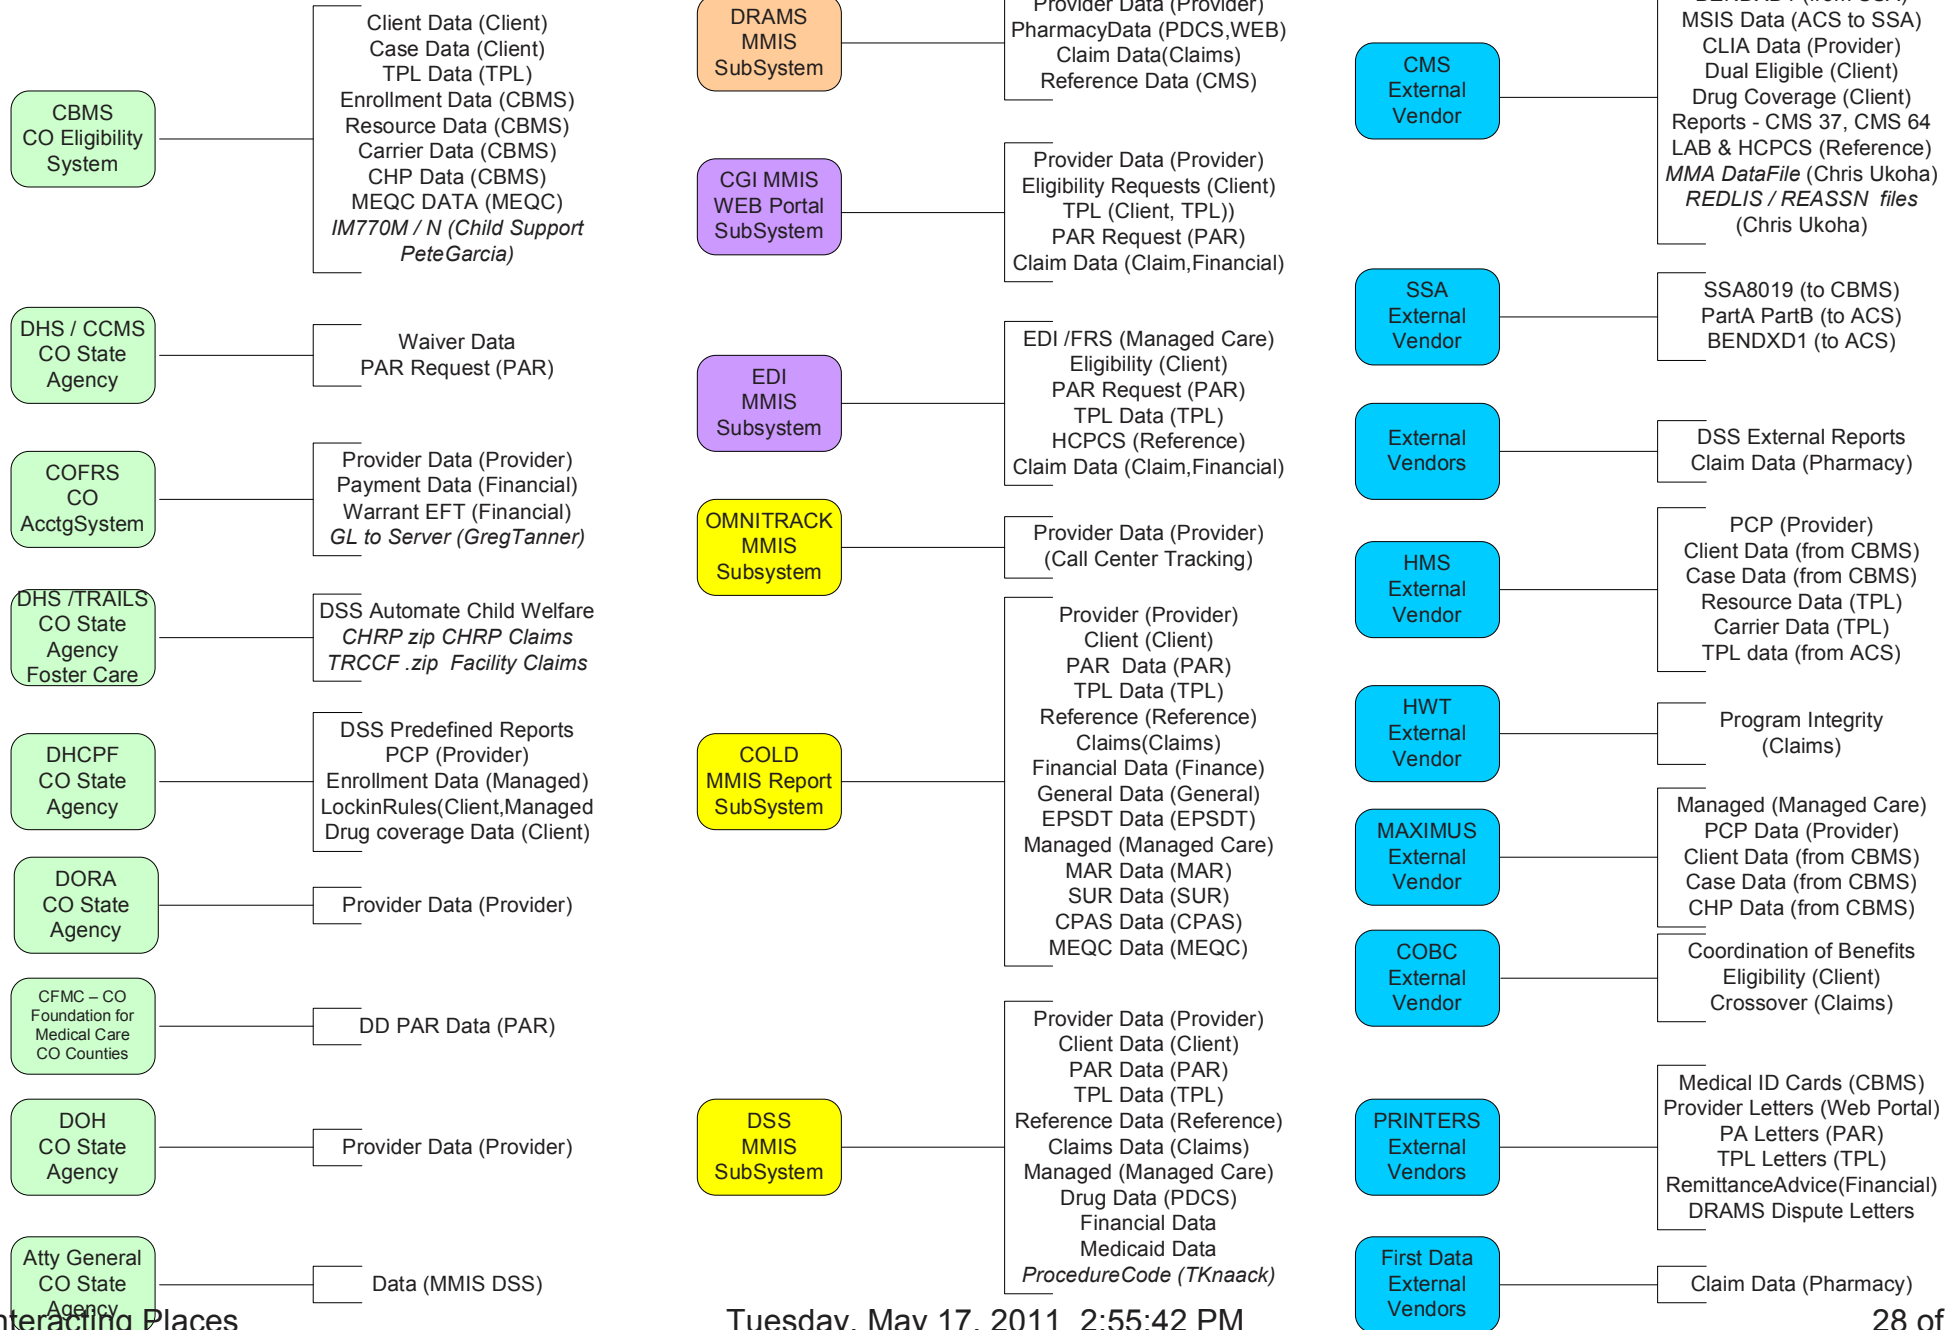 CBMS
CO Eligibility
System
Client Data (Client)
Case Data (Client)
TPL Data (TPL)
Enrollment Data (CBMS)
Resource Data (CBMS)
Carrier Data (CBMS)
CHP Data (CBMS)
MEQC DATA (MEQC)
IM770M / N (Child Support
PeteGarcia)
DHS / CCMS
CO State
Agency
Waiver Data
PAR Request (PAR)
COFRS
CO
AcctgSystem
Provider Data (Provider)
Payment Data (Financial)
Warrant EFT (Financial)
GL to Server (GregTanner)
DHS /TRAILS
CO State
Agency
Foster Care
DSS Automate Child Welfare
CHRP zip CHRP Claims
TRCCF .zip Facility Claims
DHCPF
CO State
Agency
DSS Predefined Reports
PCP (Provider)
Enrollment Data (Managed)
LockinRules(Client,Managed
Drug coverage Data (Client)
DORA
CO State
Agency
Provider Data (Provider)
CFMC – CO
Foundation for
Medical Care
CO Counties
DD PAR Data (PAR)
DOH
CO State
Agency
Provider Data (Provider)
Atty General
CO State
Agency
Data (MMIS DSS)
DRAMS
MMIS
SubSystem
Provider Data (Provider)
PharmacyData (PDCS,WEB)
Claim Data(Claims)
Reference Data (CMS)
CGI MMIS
WEB Portal
SubSystem
Provider Data (Provider)
Eligibility Requests (Client)
TPL (Client, TPL))
PAR Request (PAR)
Claim Data (Claim,Financial)
EDI
MMIS
Subsystem
EDI /FRS (Managed Care)
Eligibility (Client)
PAR Request (PAR)
TPL Data (TPL)
HCPCS (Reference)
Claim Data (Claim,Financial)
OMNITRACK
MMIS
Subsystem
Provider Data (Provider)
(Call Center Tracking)
COLD
MMIS Report
SubSystem
Provider (Provider)
Client (Client)
PAR Data (PAR)
TPL Data (TPL)
Reference (Reference)
Claims(Claims)
Financial Data (Finance)
General Data (General)
EPSDT Data (EPSDT)
Managed (Managed Care)
MAR Data (MAR)
SUR Data (SUR)
CPAS Data (CPAS)
MEQC Data (MEQC)
DSS
MMIS
SubSystem
Provider Data (Provider)
Client Data (Client)
PAR Data (PAR)
TPL Data (TPL)
Reference Data (Reference)
Claims Data (Claims)
Managed (Managed Care)
Drug Data (PDCS)
Financial Data
Medicaid Data
ProcedureCode (TKnaack)
CMS
External
Vendor
BENDXD1 (from SSA)
MSIS Data (ACS to SSA)
CLIA Data (Provider)
Dual Eligible (Client)
Drug Coverage (Client)
Reports - CMS 37, CMS 64
LAB & HCPCS (Reference)
MMA DataFile (Chris Ukoha)
REDLIS / REASSN files
(Chris Ukoha)
SSA
External
Vendor
SSA8019 (to CBMS)
PartA PartB (to ACS)
BENDXD1 (to ACS)
External
Vendors
DSS External Reports
Claim Data (Pharmacy)
HMS
External
Vendor
PCP (Provider)
Client Data (from CBMS)
Case Data (from CBMS)
Resource Data (TPL)
Carrier Data (TPL)
TPL data (from ACS)
HWT
External
Vendor
Program Integrity
(Claims)
MAXIMUS
External
Vendor
Managed (Managed Care)
PCP Data (Provider)
Client Data (from CBMS)
Case Data (from CBMS)
CHP Data (from CBMS)
COBC
External
Vendor
Coordination of Benefits
Eligibility (Client)
Crossover (Claims)
PRINTERS
External
Vendors
Medical ID Cards (CBMS)
Provider Letters (Web Portal)
PA Letters (PAR)
TPL Letters (TPL)
RemittanceAdvice(Financial)
DRAMS Dispute Letters
First Data
External
Vendors
Claim Data (Pharmacy)
nteracting Places
Tuesday, May 17, 2011 2:55:42 PM
28 of